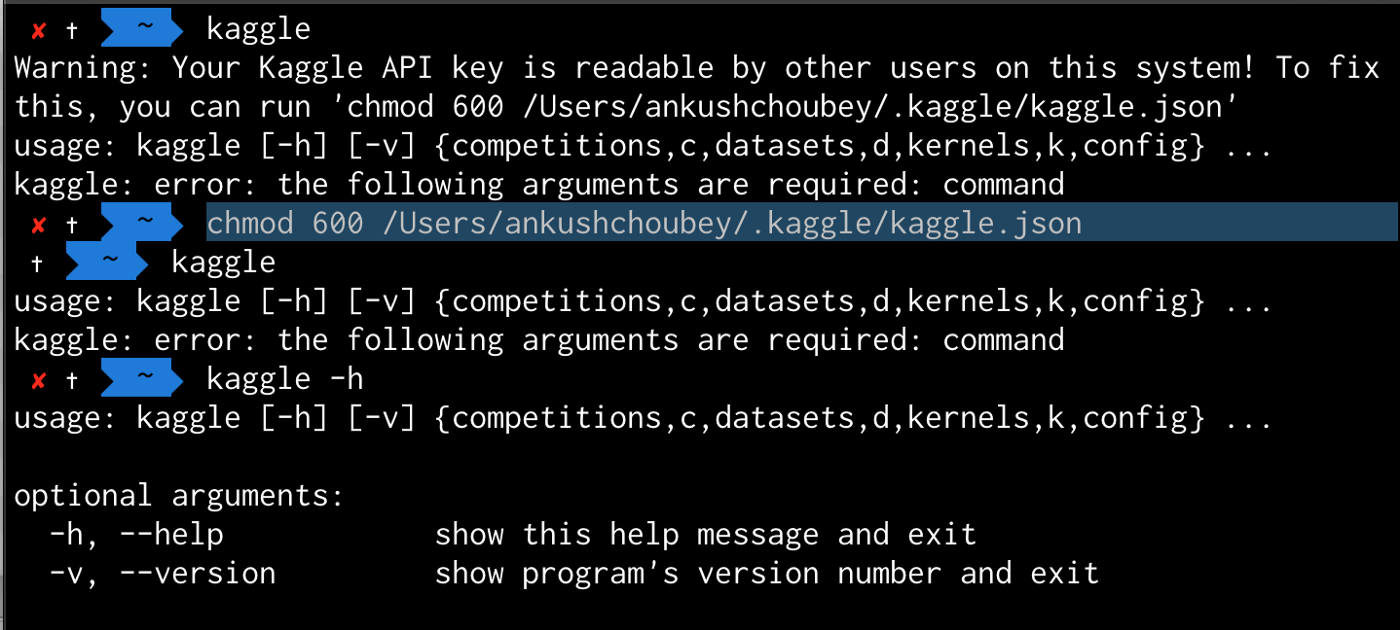 ✘ † ~ kaggle
Warning: Your Kaggle API key is readable by other users on this system! To fix
this, you can run 'chmod 600 /Users/ankushchoubey/.kaggle/kaggle.json'
usage: kaggle [-h] [-v] {competitions,c,datasets,d,kernels,k,config} ...
kaggle: error: the following arguments are required: command
✘ † ~ chmod 600 /Users/ankushchoubey/.kaggle/kaggle.json
† ~ kaggle
usage: kaggle [-h] [-v] {competitions,c,datasets,d,kernels,k,config} ...
kaggle: error: the following arguments are required: command
✘ † ~ kaggle -h
usage: kaggle [-h] [-v] {competitions,c,datasets,d,kernels,k,config} ...
optional arguments:
-h, --help show this help message and exit
-v, --version show program's version number and exit